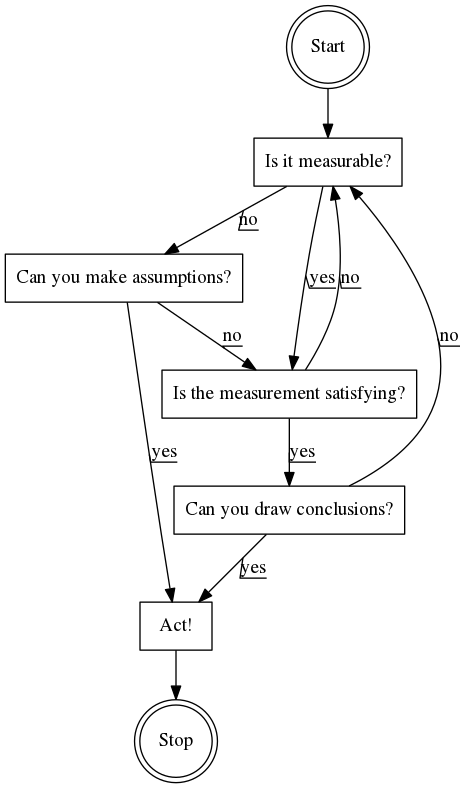 Start
Is it measurable?
no
Can you make assumptions?
yes
no
no
no
Is the measurement satisfying?
yes
yes
Can you draw conclusions?
yes
Act!
Stop